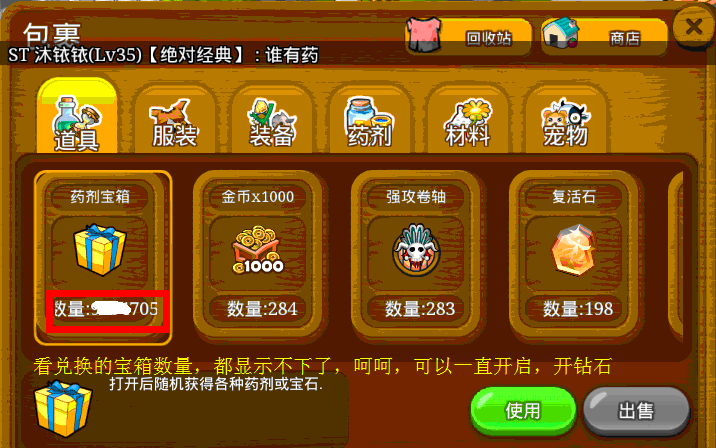 包裹
回收站
商店
ST 沐铱铱(Lv35)【绝对经典】: 谁有药
道具
服装
装备
药剂
材料
宠物
药剂宝箱
金币x1000
强攻卷轴
复活石
1000
数量:9 705
数量:284
数量:283
数量:198
看兑换的宝箱数量，都显示不下了，呵呵，可以一直开启，开钻石
打开后随机获得各种药剂或宝石.
使用
出售